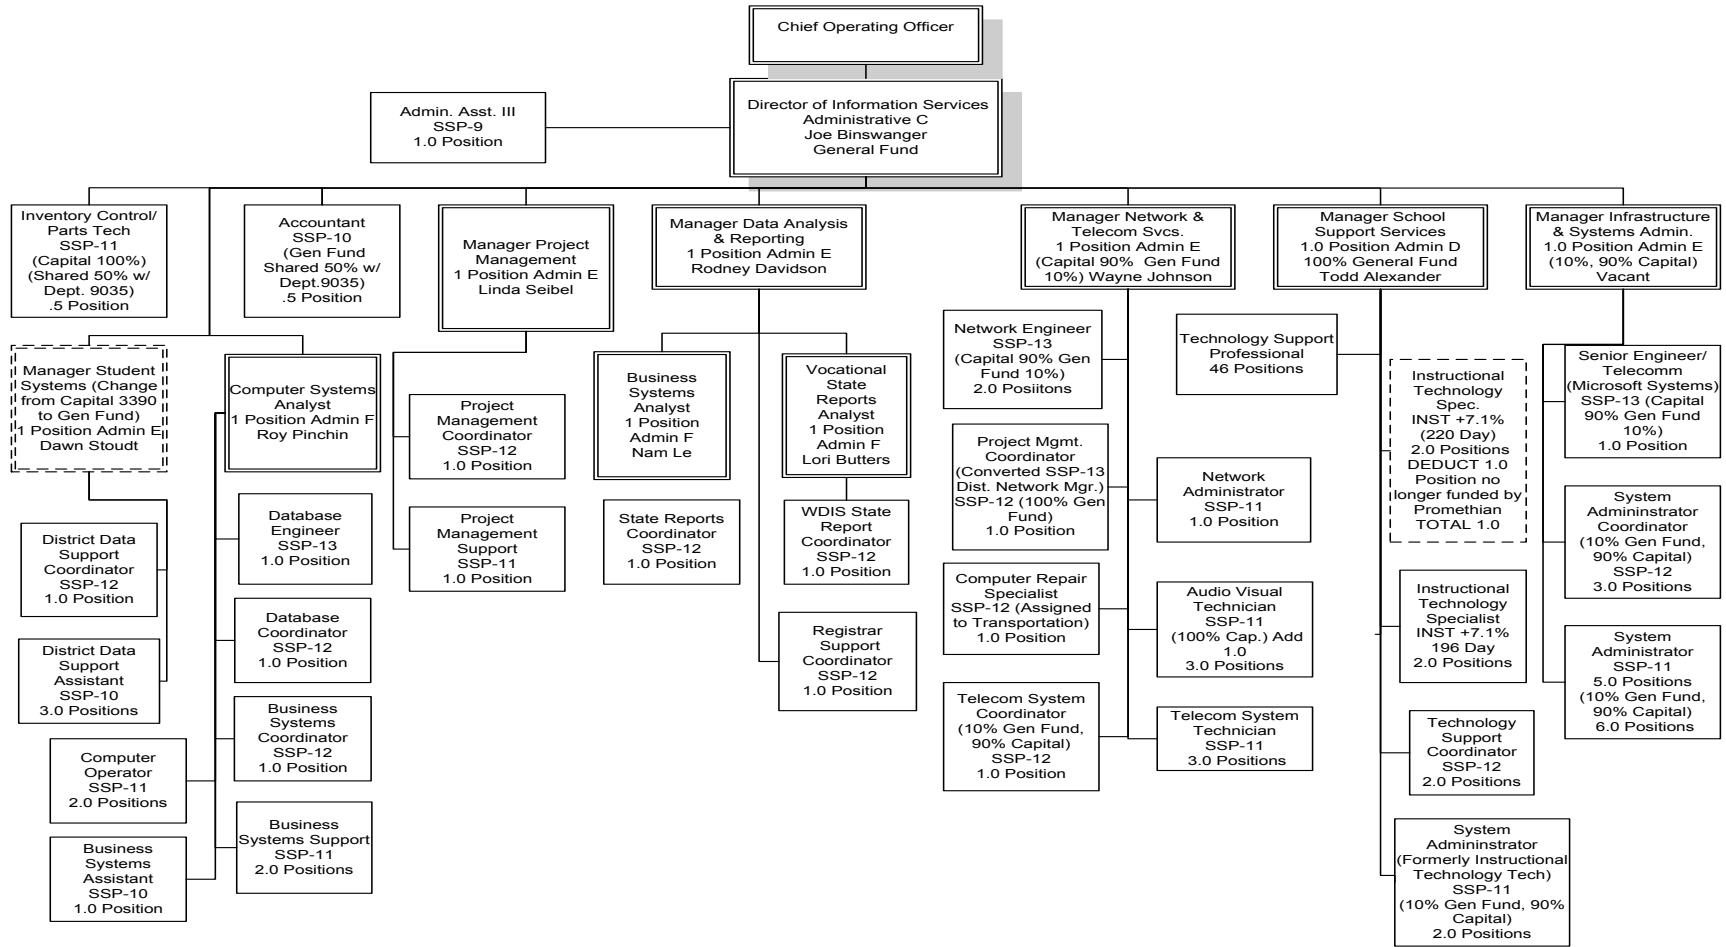 Chief Operating Officer
Director of Information Services
Administrative C
Joe Binswanger
General Fund
Admin. Asst. III
SSP-9
1.0 Position
Inventory Control/
Parts Tech
SSP-11
(Capital 100%)
(Shared 50% w/
Dept. 9035)
.5 Position
Accountant
SSP-10
(Gen Fund
Shared 50% w/
Dept.9035)
.5 Position
Manager Project
Management
1 Position Admin E
Linda Seibel
Manager Data Analysis
& Reporting
1 Position Admin E
Rodney Davidson
Manager Network &
Telecom Svcs.
1 Position Admin E
(Capital 90%  Gen Fund
10%) Wayne Johnson
Manager School
Support Services
1.0 Position Admin D
100% General Fund
Todd Alexander
Manager Infrastructure
& Systems Admin.
1.0 Position Admin E
(10%, 90% Capital)
Vacant
Manager Student
Systems (Change
from Capital 3390
to Gen Fund)
1 Position Admin E
Dawn Stoudt
Computer Systems
Analyst
1 Position Admin F
Roy Pinchin
District Data
Support
Coordinator
SSP-12
1.0 Position
District Data
Support
Assistant
SSP-10
3.0 Positions
Computer
Operator
SSP-11
2.0 Positions
Business
Systems
Assistant
SSP-10
1.0 Position
Database
Engineer
SSP-13
1.0 Position
Database
Coordinator
SSP-12
1.0 Position
Business
Systems
Coordinator
SSP-12
1.0 Position
Business
Systems Support
SSP-11
2.0 Positions
Project
Management
Coordinator
SSP-12
1.0 Position
Project
Management
Support
SSP-11
1.0 Position
Business
Systems
Analyst
1 Position
Admin F
Nam Le
Vocational
State
Reports
Analyst
1 Position
Admin F
Lori Butters
State Reports
Coordinator
SSP-12
1.0 Position
WDIS State
Report
Coordinator
SSP-12
1.0 Position
Registrar
Support
Coordinator
SSP-12
1.0 Position
Network Engineer
SSP-13
(Capital 90% Gen
Fund 10%)
2.0 Posiitons
Project Mgmt.
Coordinator
(Converted SSP-13
Dist. Network Mgr.)
SSP-12 (100% Gen
Fund)
1.0 Position
Computer Repair
Specialist
SSP-12 (Assigned
to Transportation)
1.0 Position
Telecom System
Coordinator
(10% Gen Fund,
90% Capital)
SSP-12
1.0 Position
Network
Administrator
SSP-11
1.0 Position
Audio Visual
Technician
SSP-11
(100% Cap.) Add
1.0
3.0 Positions
Telecom System
Technician
SSP-11
3.0 Positions
Technology Support
Professional
46 Positions
Instructional
Technology
Spec.
INST +7.1%
(220 Day)
2.0 Positions
DEDUCT 1.0
Position no
longer funded by
Promethian
TOTAL 1.0
Instructional
Technology
Specialist
INST +7.1%
196 Day
2.0 Positions
Technology
Support
Coordinator
SSP-12
2.0 Positions
System
Admininstrator
(Formerly Instructional
Technology Tech)
SSP-11
(10% Gen Fund, 90%
Capital)
2.0 Positions
Senior Engineer/
Telecomm
(Microsoft Systems)
SSP-13 (Capital
90% Gen Fund
10%)
1.0 Position
System
Admininstrator
Coordinator
(10% Gen Fund,
90% Capital)
SSP-12
3.0 Positions
System
Administrator
SSP-11
5.0 Positions
(10% Gen Fund,
90% Capital)
6.0 Positions